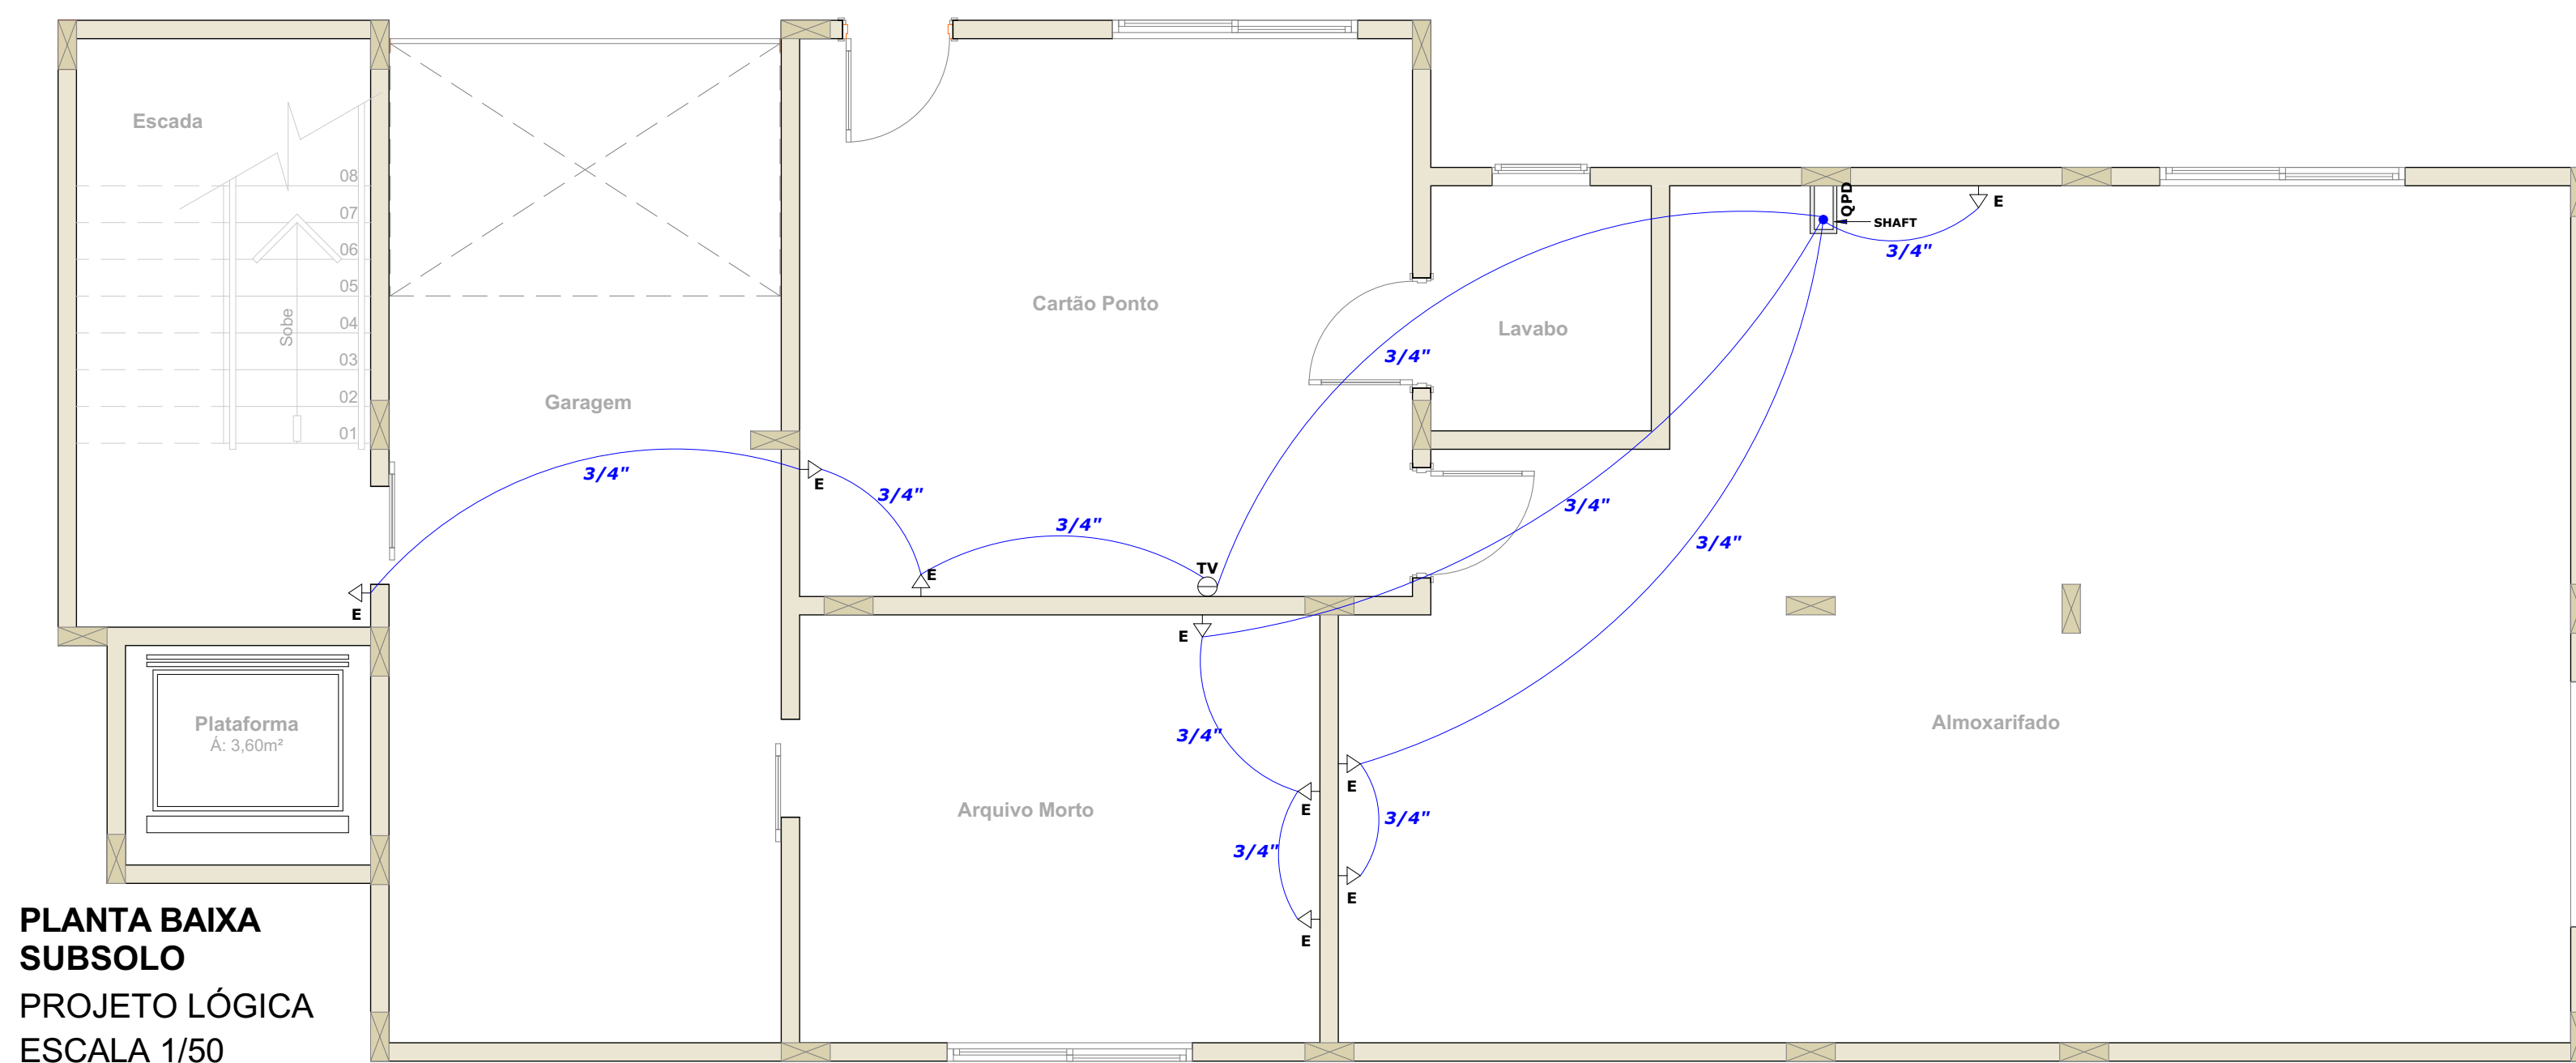 Escada
08
07
06
05
04
03
02
01
Sobe
Garagem
Cartão Ponto
Lavabo
QPD
SHAFT
E
3/4"
3/4"
3/4"
E
3/4"
E
3/4"
E
TV
3/4"
3/4"
E
E
3/4"
E
3/4"
E
3/4"
E
E
Plataforma
Á: 3,60m²
Arquivo Morto
Almoxarifado
PLANTA BAIXA
SUBSOLO
PROJETO LÓGICA
ESCALA 1/50